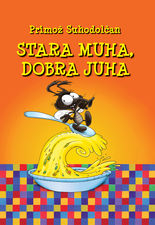 Primož Suhodolčan
STARA MUHA,
DOBRA JUHA